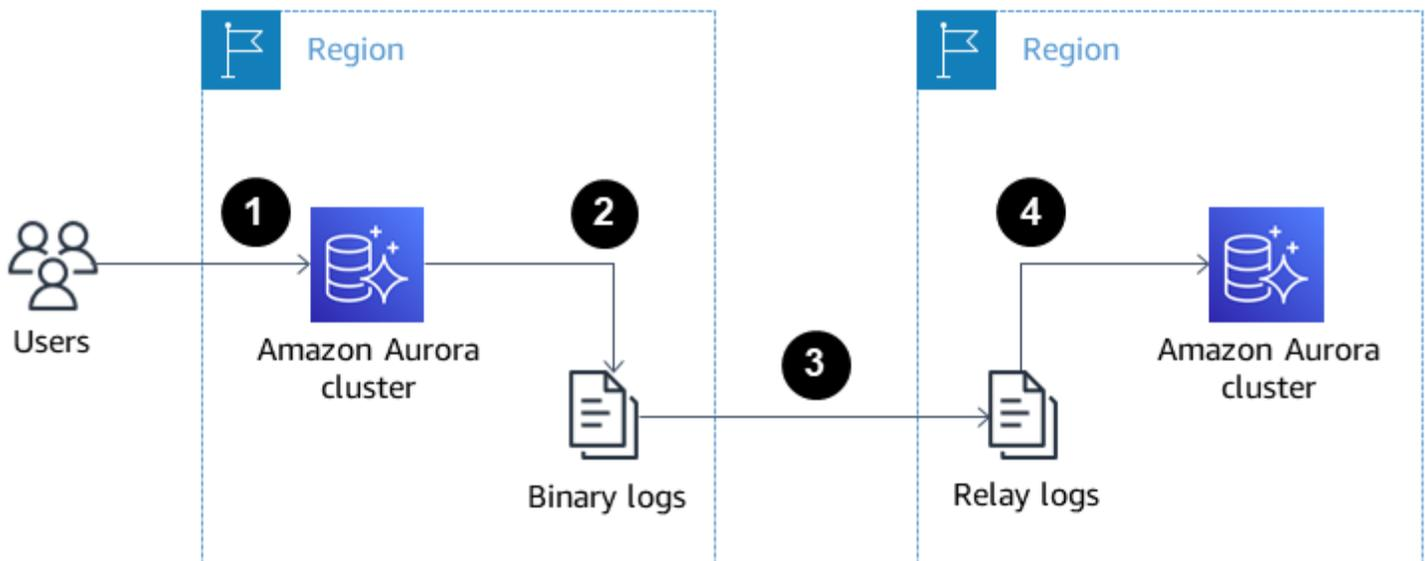 Region
Region
1
2
4
Users
Amazon Aurora
cluster
Amazon Aurora
cluster
3
Binary logs
Relay logs